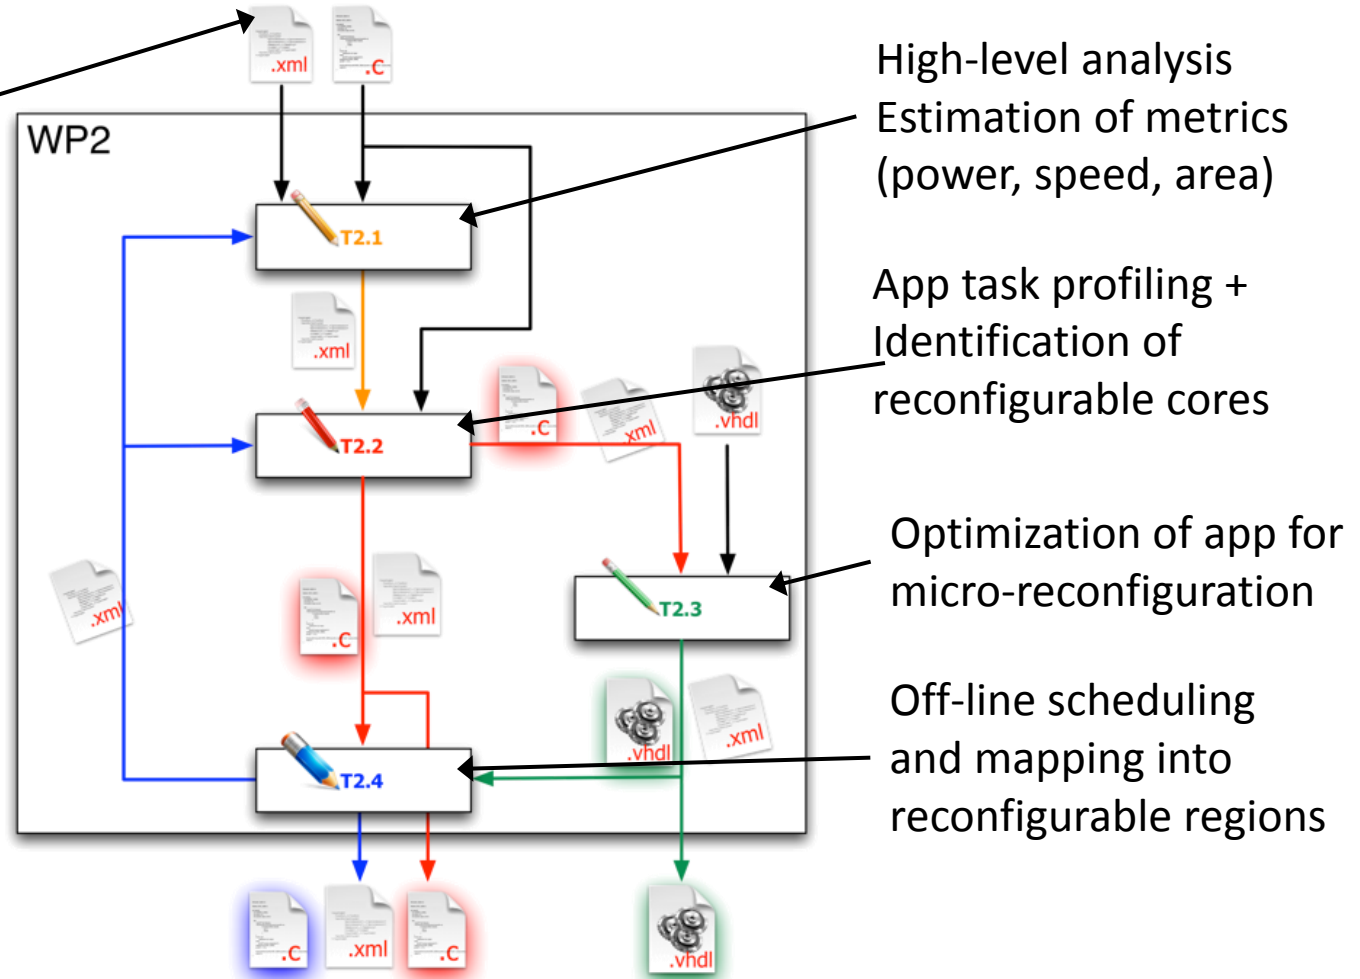 .xml
.C
High-level analysis
Estimation of metrics
(power, speed, area)
WP2
T2.1
.xml
App task profiling +
Identification of
reconfigurable cores
.C
.xml
.vhdl
T2.2
Optimization of app for
micro-reconfiguration
.xml
.C
.xml
T2.3
Off-line scheduling
and mapping into
reconfigurable regions
.vhdl
.xml
T2.4
.C
.xml
.C
.vhdl